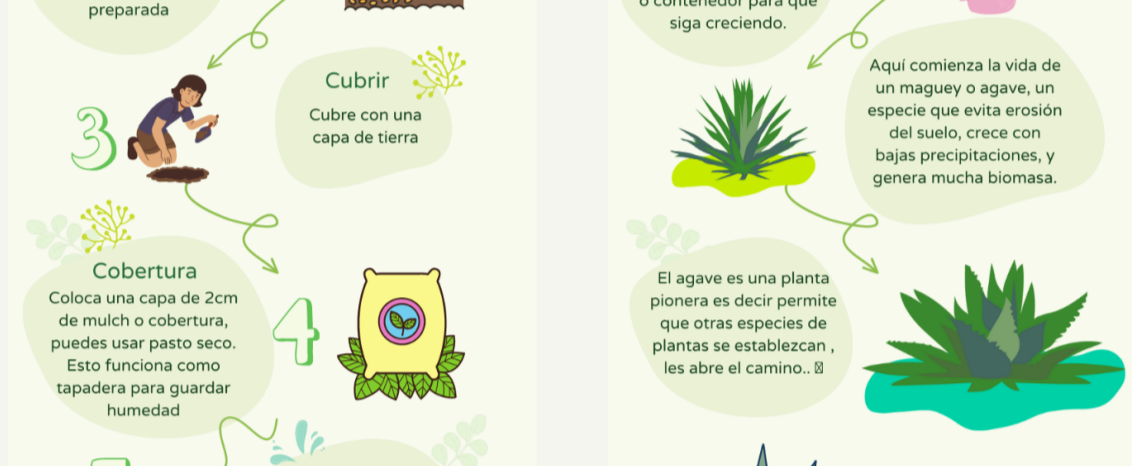 preparada
3
Cubrir
Cubre con una
capa de tierra
Cobertura
Coloca una capa de 2cm
de mulch o cobertura,
puedes usar pasto seco.
Esto funciona como
tapadera para guardar
humedad
4
o contenedor para que
siga creciendo.
Aquí comienza la vida de
un maguey o agave, un
especie que evita erosión
del suelo, crece con
bajas precipitaciones, y
genera mucha biomasa.
El agave es una planta
pionera es decir permite
que otras especies de
plantas se establezcan ,
les abre el camino..